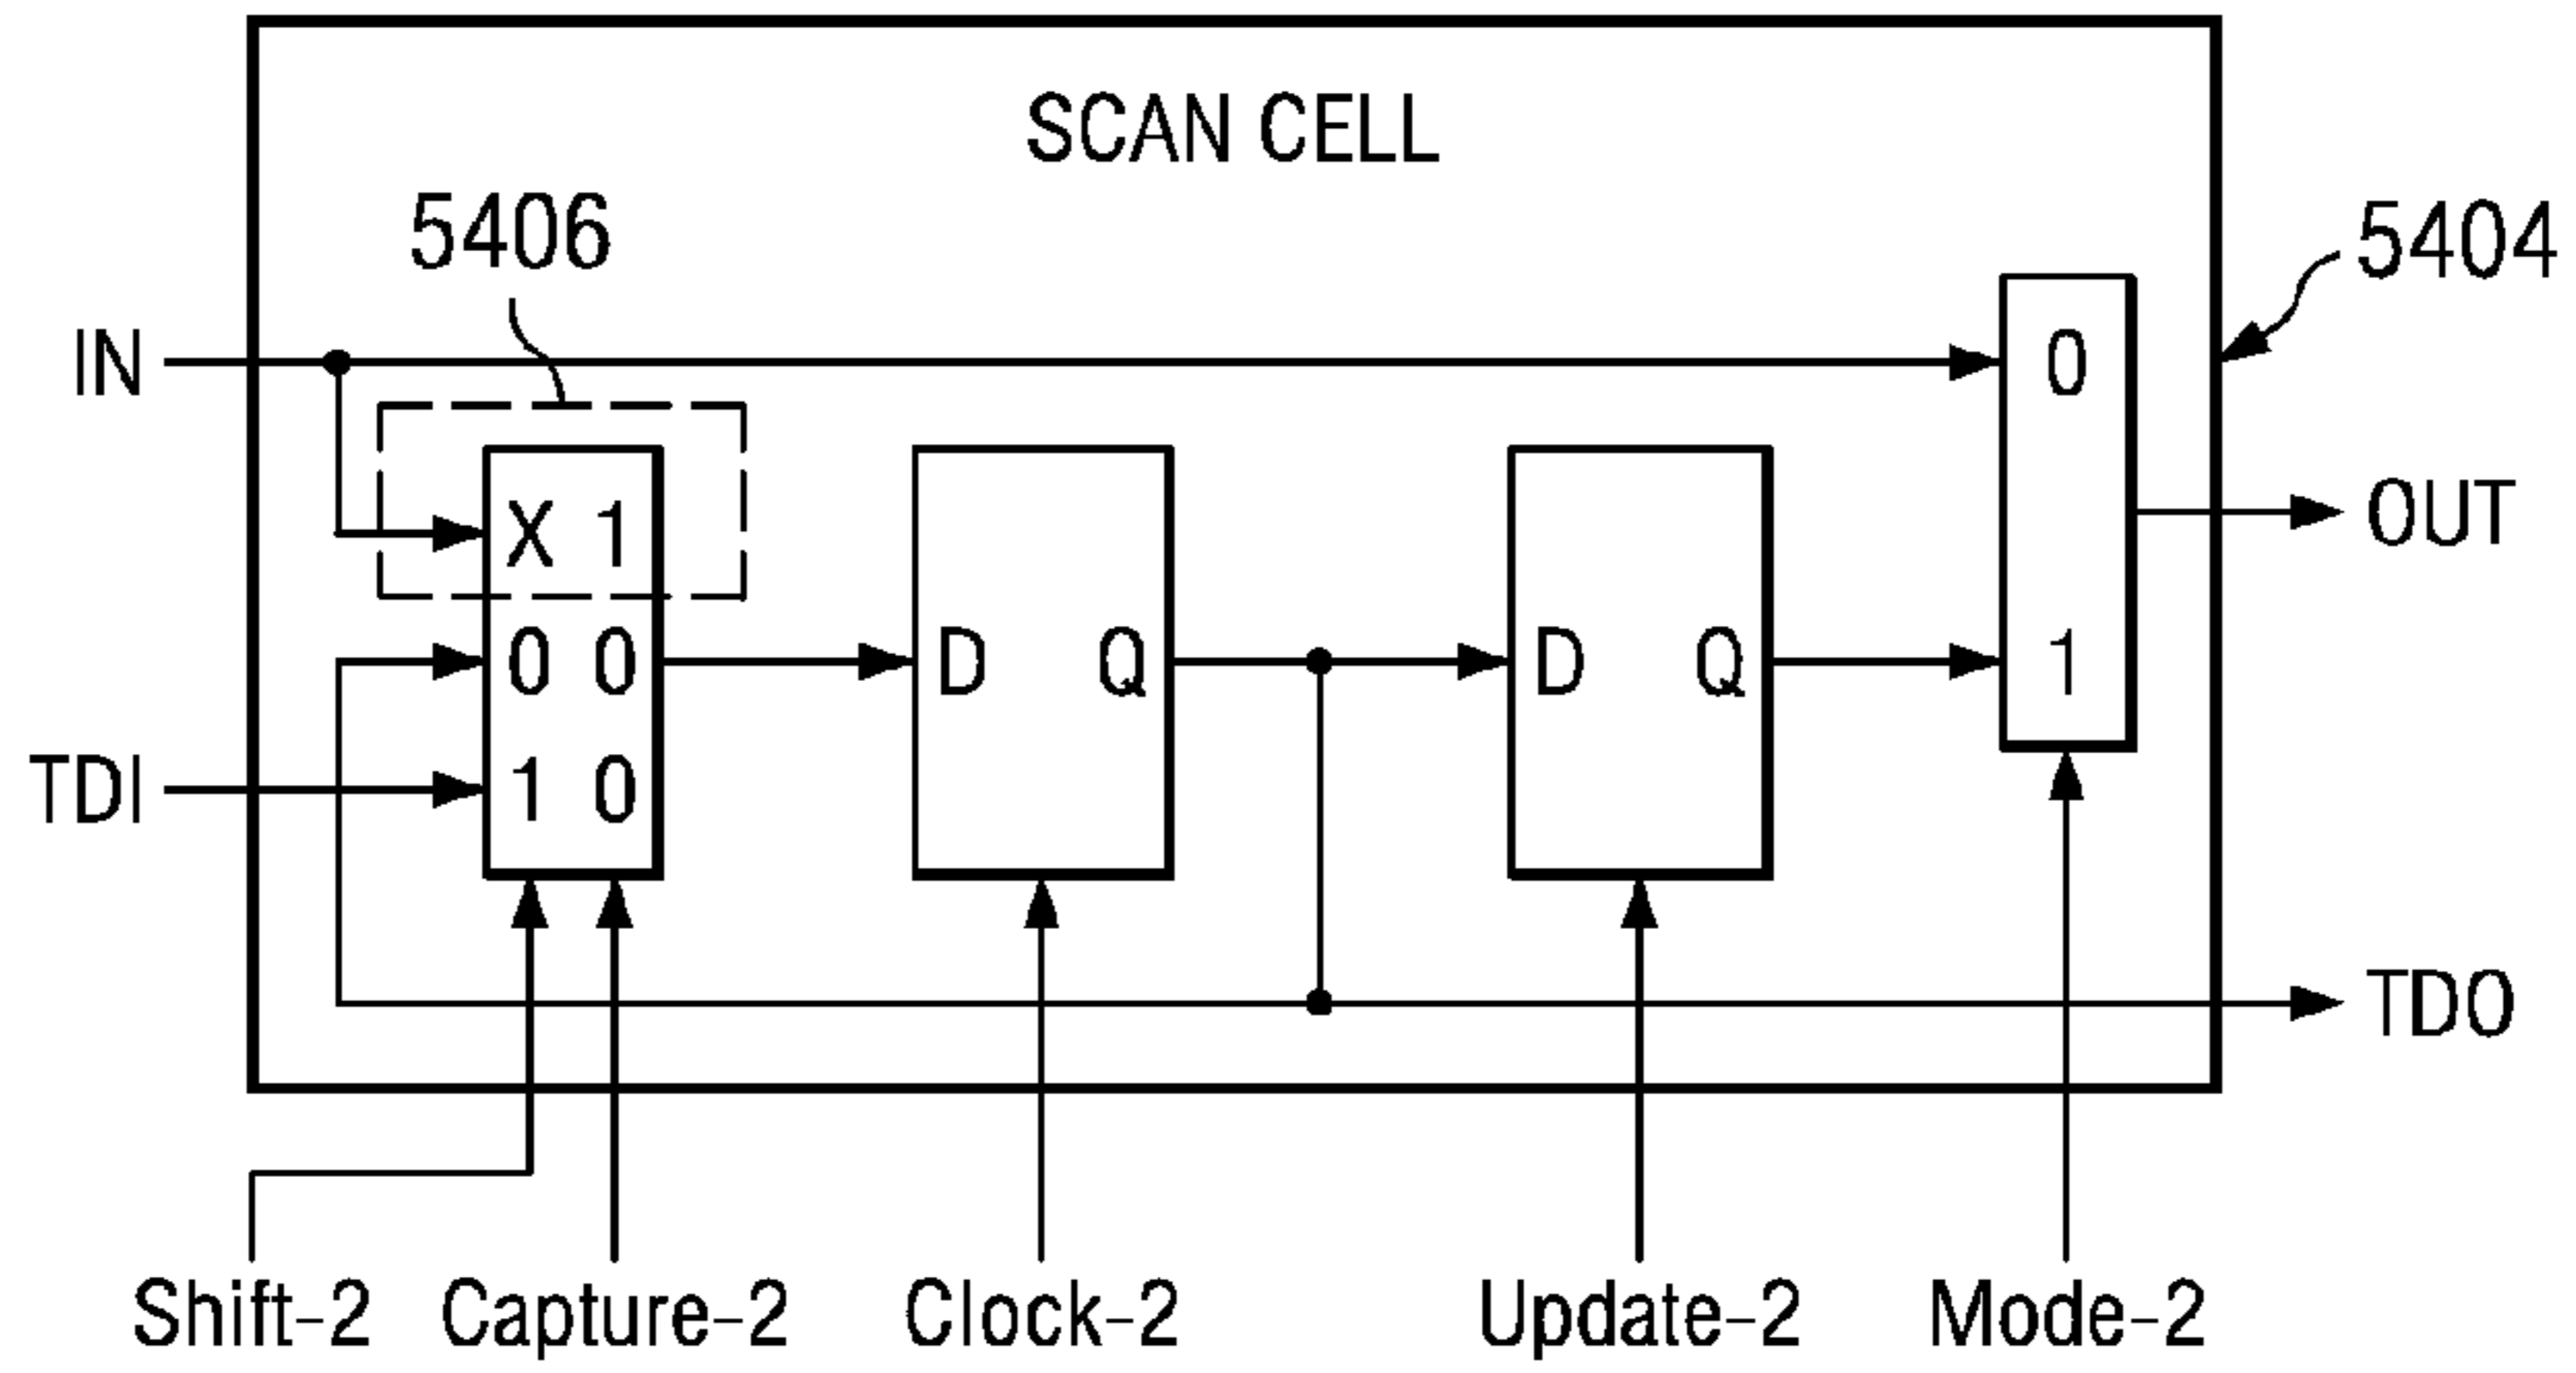 SCAN CELL
5406
5404
IN
0
X 1
OUT
0 0
D Q
D Q
1
TDI
1 0
TDO
Shift-2
Capture-2
Clock-2
Update-2
Mode-2